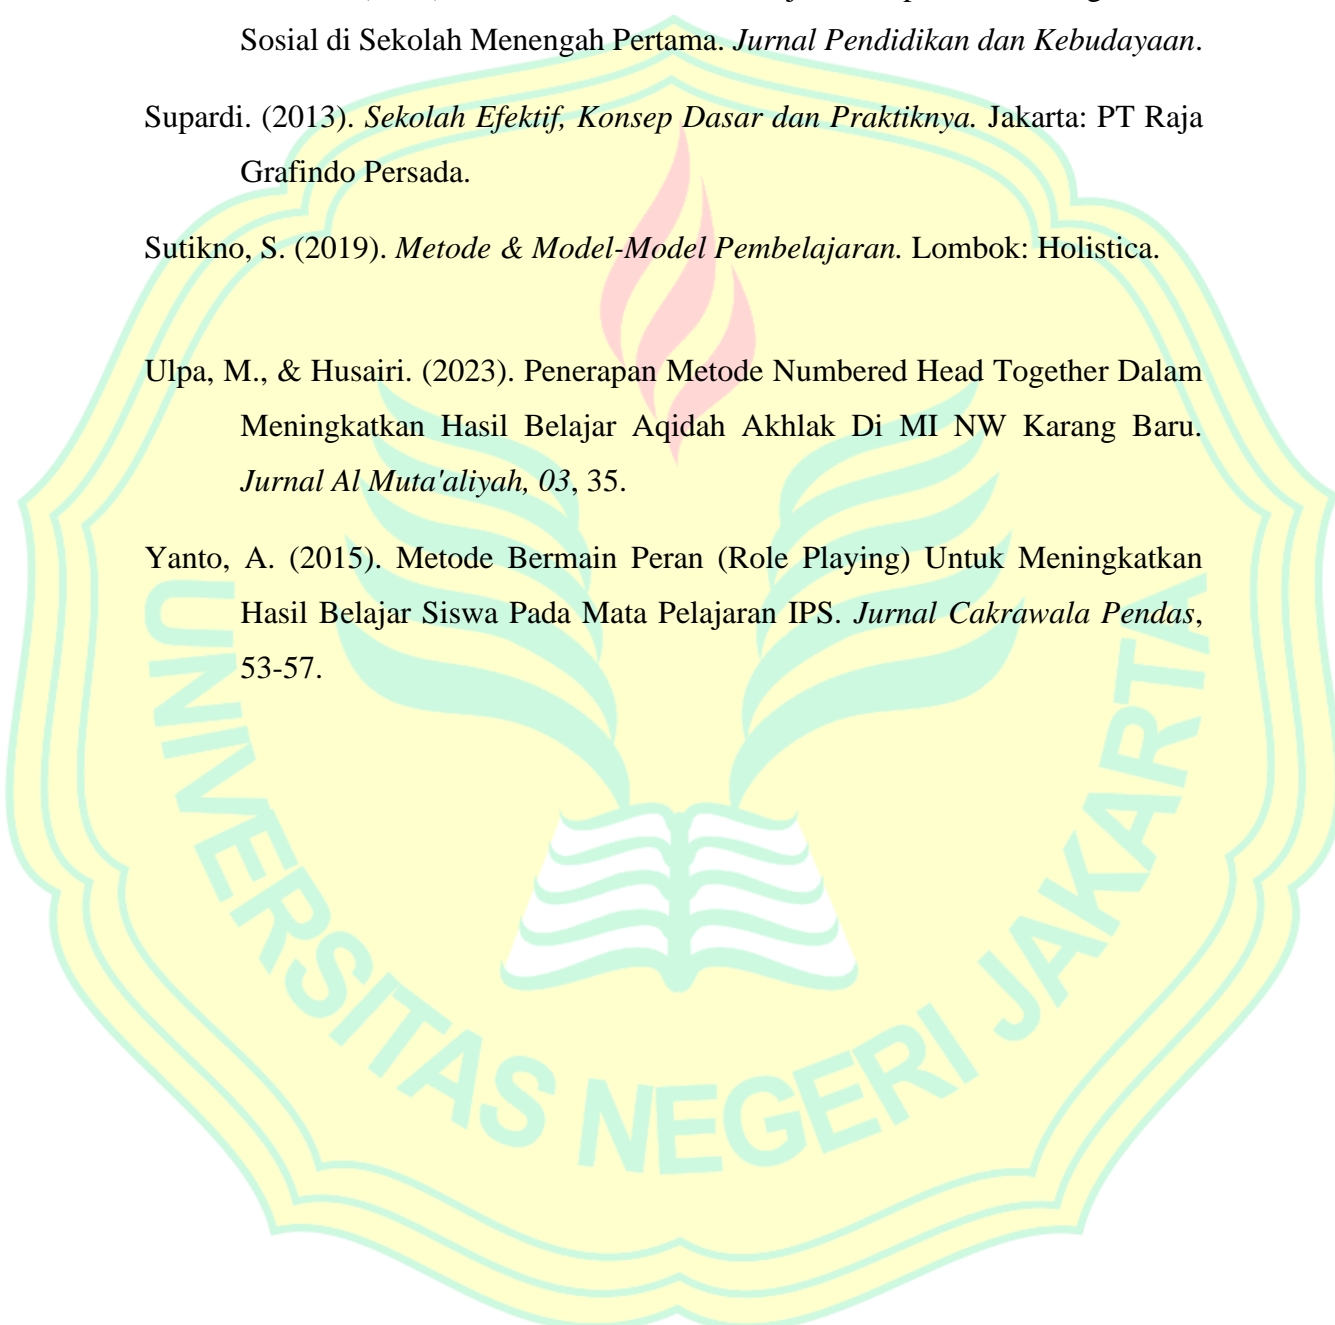 Sosial di Sekolah Menengah Pertama. Jurnal Pendidikan dan Kebudayaan.
Supardi. (2013). Sekolah Efektif, Konsep Dasar dan Praktiknya. Jakarta: PT Raja
Grafindo Persada.
Sutikno, S. (2019). Metode & Model-Model Pembelajaran. Lombok: Holistica.
Ulpa, M., & Husairi. (2023). Penerapan Metode Numbered Head Together Dalam
Meningkatkan Hasil Belajar Aqidah Akhlak Di MI NW Karang Baru.
Jurnal Al Muta'aliyah, 03, 35.
Yanto, A. (2015). Metode Bermain Peran (Role Playing) Untuk Meningkatkan
Hasil Belajar Siswa Pada Mata Pelajaran IPS. Jurnal Cakrawala Pendas,
53-57.
UNIVERSITAS NEGERI JAKARTA